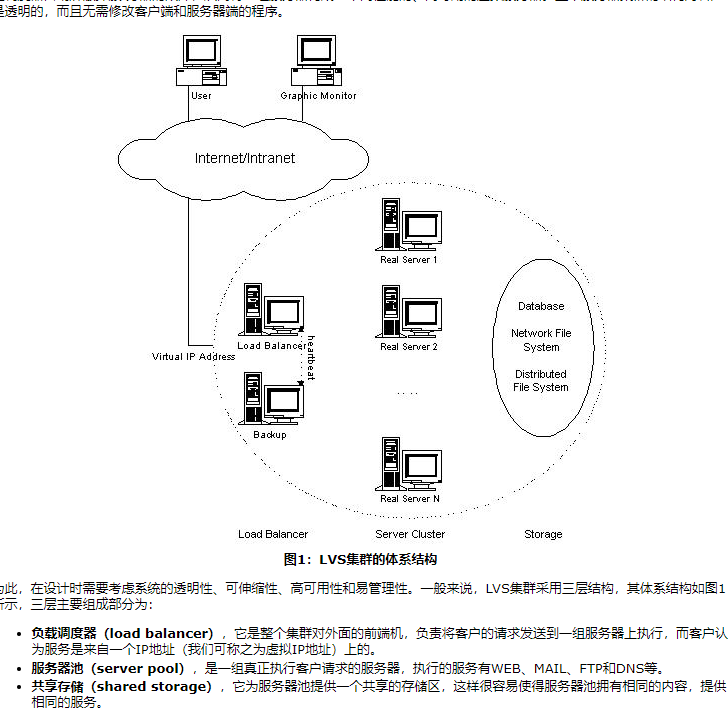 是透明的，而且无需修改客户端和服务器端的程序。
User
Graphic Monitor
Internet/Intranet
Real Server 1
Load Balancer
Virtual IP Address
heartbeat
Real Server 2
Backup
....
Real Server N
Database
Network File
System
Distributed
File System
Load Balancer
Server Cluster
Storage
图1：LVS集群的体系结构
为此，在设计时需要考虑系统的透明性、可伸缩性、高可用性和易管理性。一般来说，LVS集群采用三层结构，其体系结构如图1
所示，三层主要组成部分为：
• 负载调度器（load balancer），它是整个集群对外面的前端机，负责将客户的请求发送到一组服务器上执行，而客户认
为服务是来自一个IP地址（我们可称之为虚拟IP地址）上的。
• 服务器池（server pool），是一组真正执行客户请求的服务器，执行的服务有WEB、MAIL、FTP和DNS等。
• 共享存储（shared storage），它为服务器池提供一个共享的存储区，这样很容易使得服务器池拥有相同的内容，提供
相同的服务。